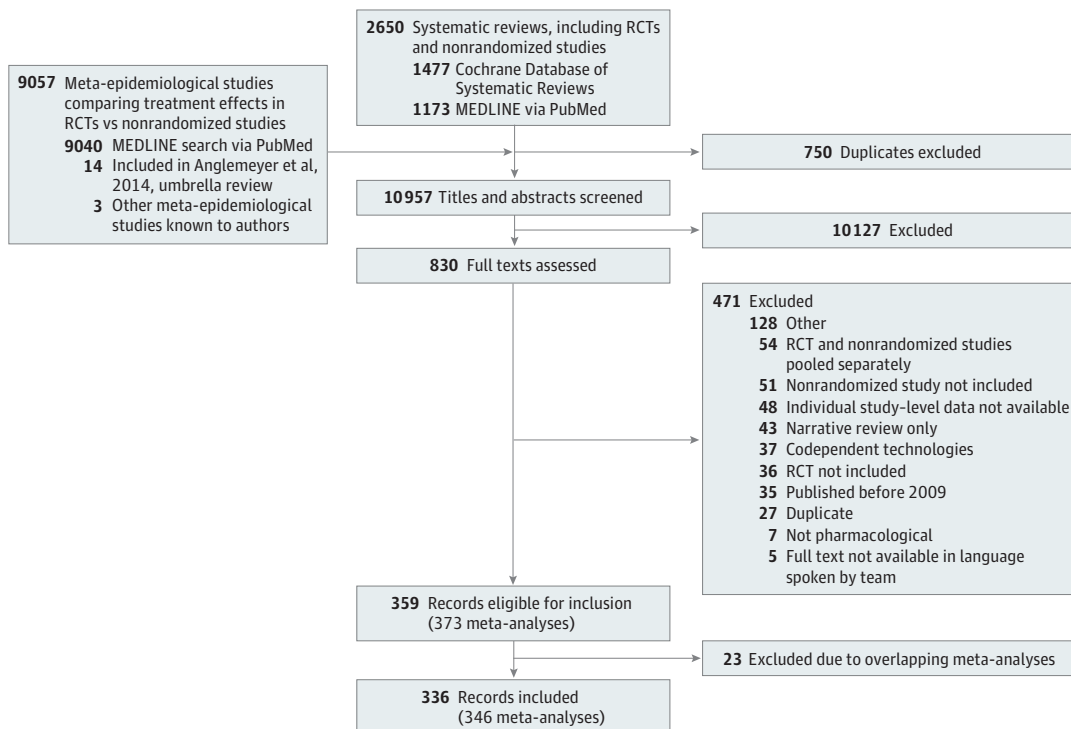 2650 Systematic reviews, including RCTs
and nonrandomized studies
1477 Cochrane Database of
Systematic Reviews
1173 MEDLINE via PubMed
9057 Meta-epidemiological studies
comparing treatment effects in
RCTs vs nonrandomized studies
9040 MEDLINE search via PubMed
14 Included in Anglemeyer et al,
2014, umbrella review
3 Other meta-epidemiological
studies known to authors
750 Duplicates excluded
10957 Titles and abstracts screened
10127 Excluded
830 Full texts assessed
471 Excluded
128 Other
54 RCT and nonrandomized studies
pooled separately
51 Nonrandomized study not included
48 Individual study-level data not available
43 Narrative review only
37 Codependent technologies
36 RCT not included
35 Published before 2009
27 Duplicate
7 Not pharmacological
5 Full text not available in language
spoken by team
359 Records eligible for inclusion
(373 meta-analyses)
23 Excluded due to overlapping meta-analyses
336 Records included
(346 meta-analyses)